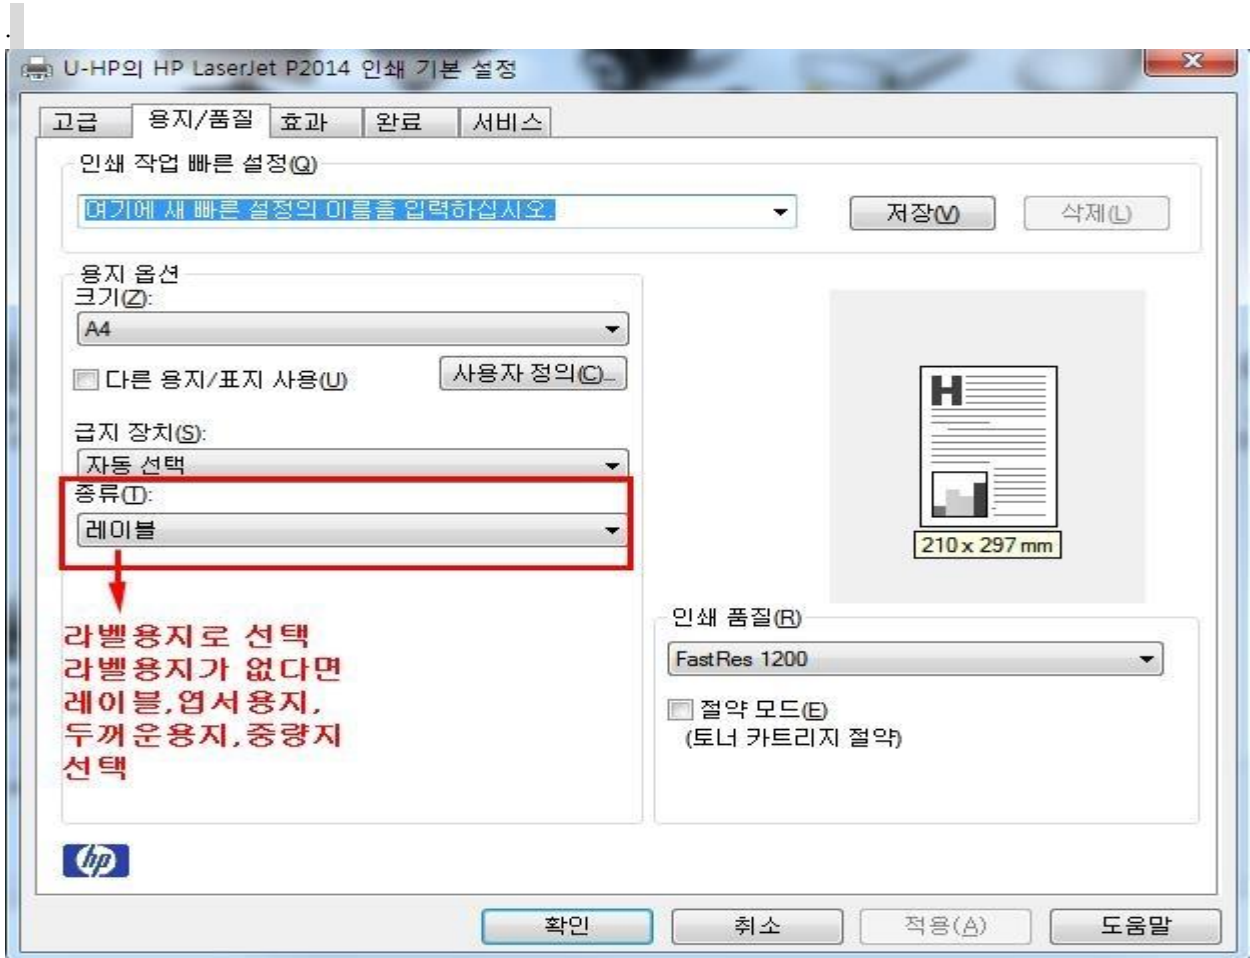 .
U-HP의 HP LaserJet P2014 인쇄 기본 설정
고급 용지/품질 효과 완료 서비스
인쇄 작업 빠른 설정(Q)
여기에 새 빠른 설정의 이름을 입력하십시오. 저장(V) 삭제(L)
용지 옵션
크기(Z):
A4
다른 용지/표지 사용(U) 사용자 정의(C)...
급지 장치(S):
자동 선택
종류(T):
레이블
라벨용지로 선택
라벨용지가 없다면
레이블,엽서용지,
두꺼운용지,중량지
선택
H
210 x 297 mm
인쇄 품질(R)
FastRes 1200
절약 모드(E)
(토너 카트리지 절약)
hp
확인 취소 적용(A) 도움말